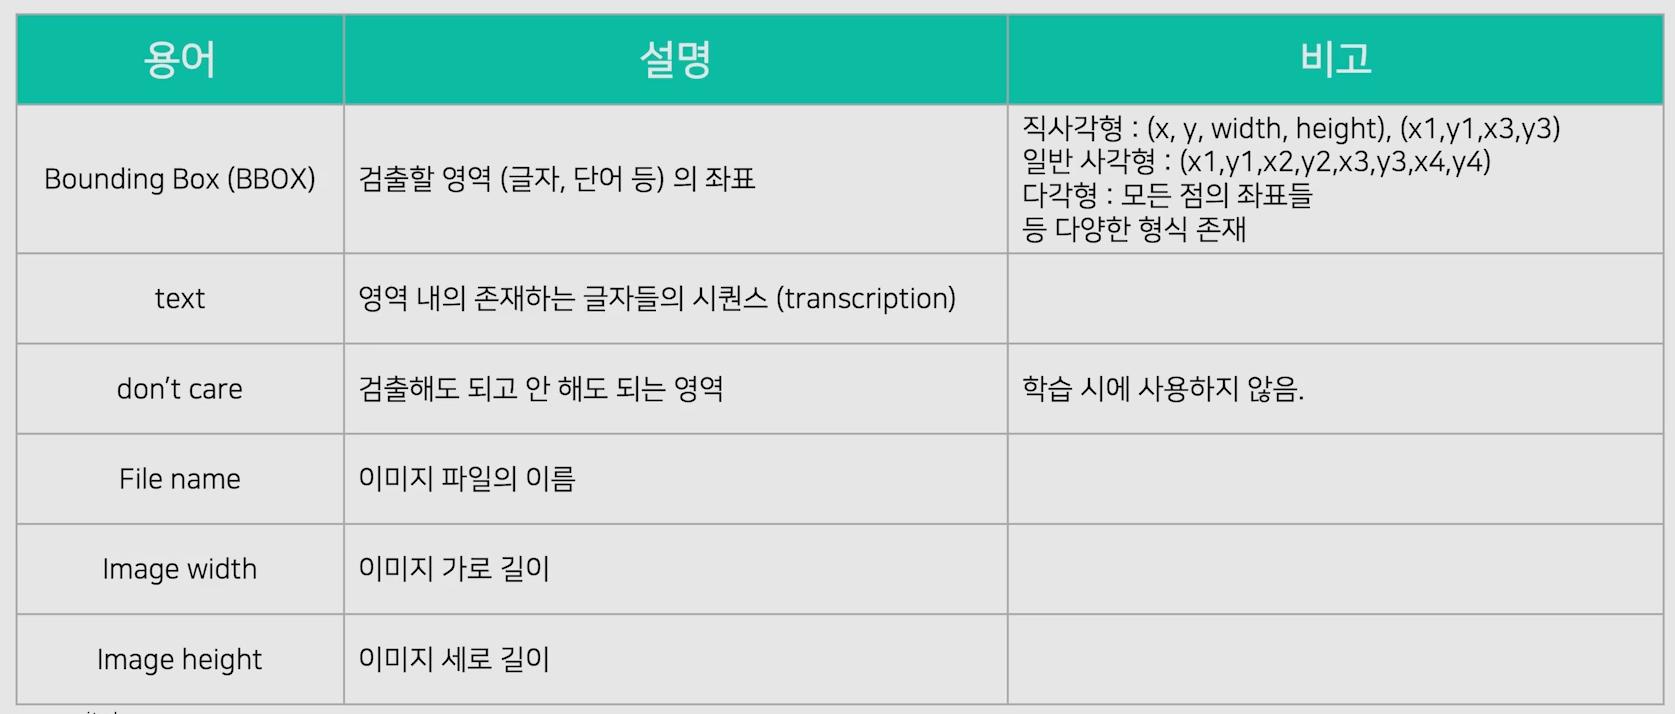 용어 설명 비고
Bounding Box (BBOX)
검출할 영역 (글자, 단어 등) 의 좌표
직사각형 : (x, y, width, height), (x1,y1,x3,y3)
일반 사각형 : (x1,y1,x2,y2,x3,y3,x4,y4)
다각형 : 모든 점의 좌표들
등 다양한 형식 존재
text 영역 내의 존재하는 글자들의 시퀀스 (transcription)
don’t care 검출해도 되고 안 해도 되는 영역 학습 시에 사용하지 않음.
File name 이미지 파일의 이름
Image width 이미지 가로 길이
Image height 이미지 세로 길이